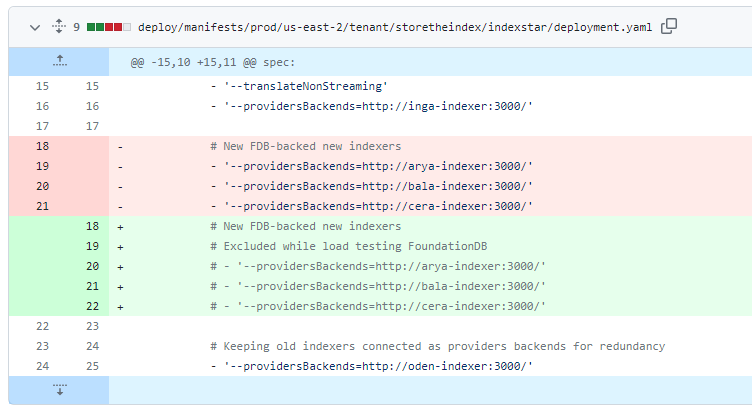 9 deploy/manifests/prod/us-east-2/tenant/storetheindex/indexstar/deployment.yaml
@@ -15,10 +15,11 @@ spec:
15 15 - '--translateNonStreaming'
16 16 - '--providersBackends=http://inga-indexer:3000/'
17 17
18 - # New FDB-backed new indexers
19 - - '--providersBackends=http://arya-indexer:3000/'
20 - - '--providersBackends=http://bala-indexer:3000/'
21 - - '--providersBackends=http://cera-indexer:3000/'
18 + # New FDB-backed new indexers
19 + # Excluded while load testing FoundationDB
20 + # - '--providersBackends=http://arya-indexer:3000/'
21 + # - '--providersBackends=http://bala-indexer:3000/'
22 + # - '--providersBackends=http://cera-indexer:3000/'
22 23
23 24 # Keeping old indexers connected as providers backends for redundancy
24 25 - '--providersBackends=http://oden-indexer:3000/'